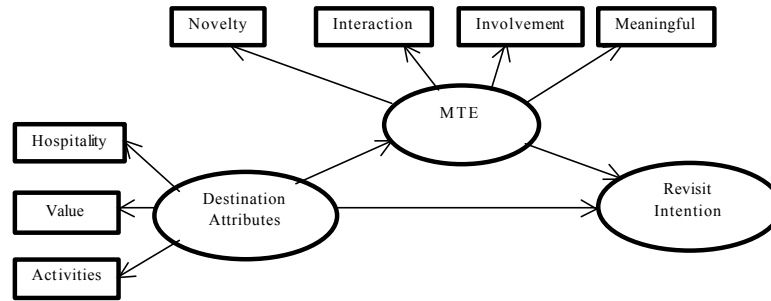 Novelty
Interaction
Involvement
Meaningful
MTE
Hospitality
Value
Activities
Destination
Attributes
Revisit
Intention